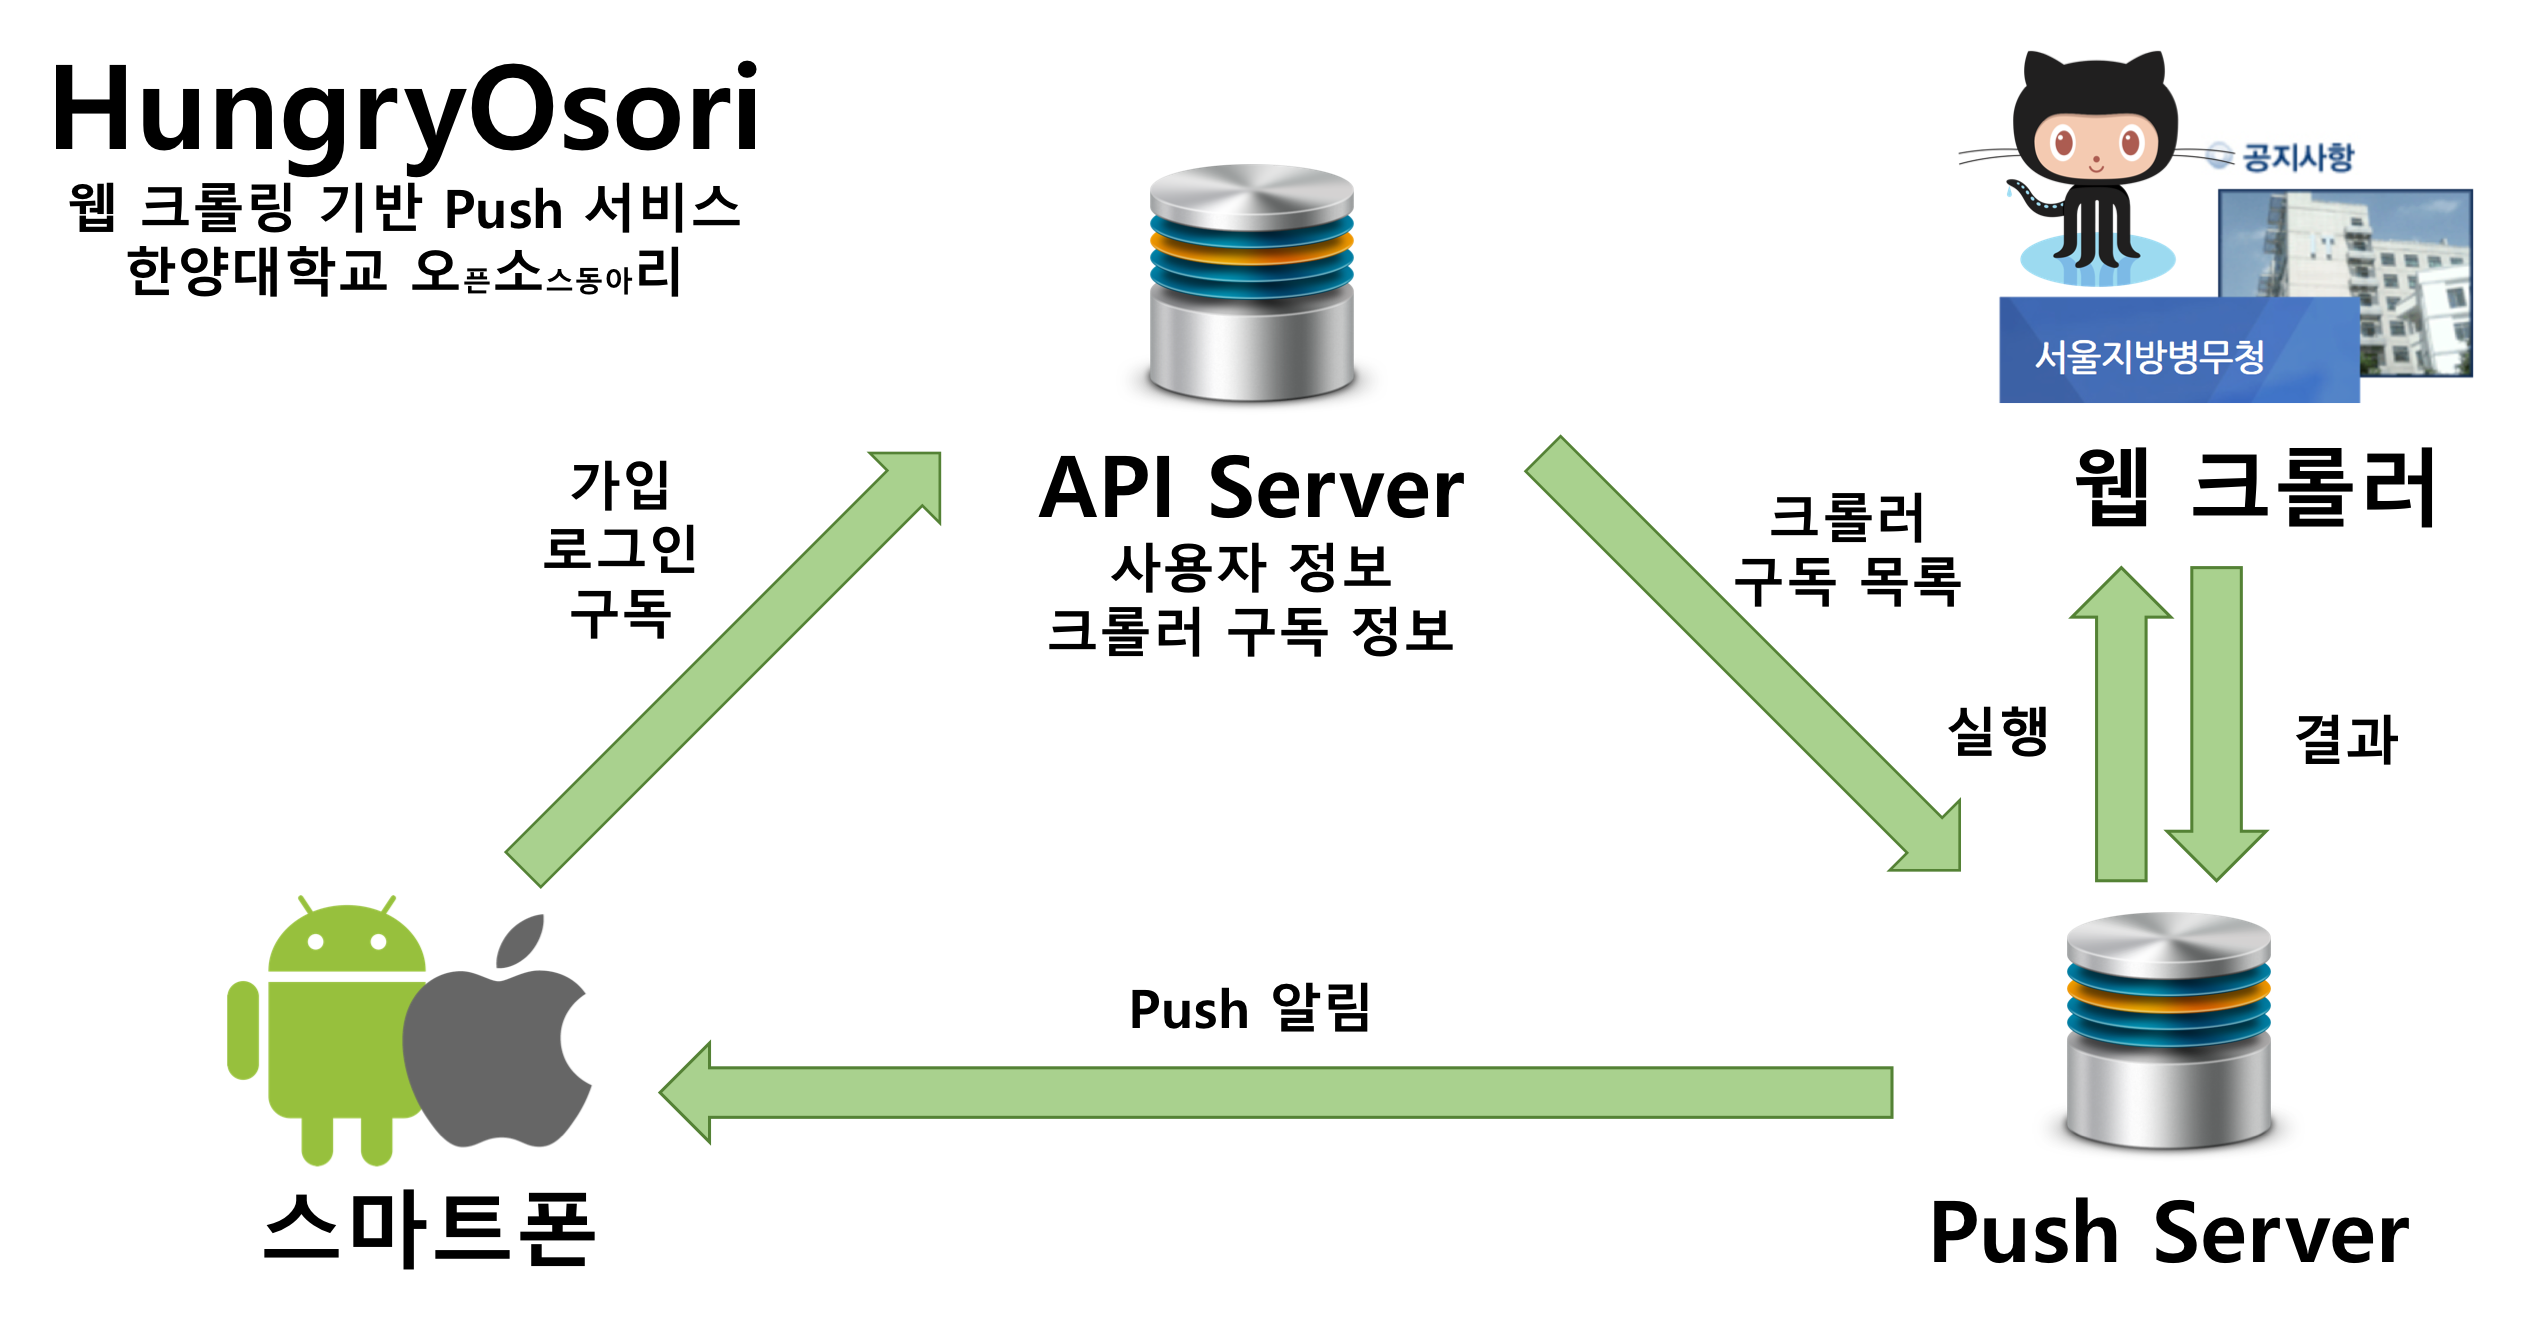 HungryOsori
웹 크롤링 기반 Push 서비스
한양대학교 오픈소스동아리
공지사항
서울지방병무청
웹 크롤러
API Server
사용자 정보
크롤러 구독 정보
가입
로그인
구독
크롤러
구독 목록
실행
결과
Push 알림
스마트폰
Push Server